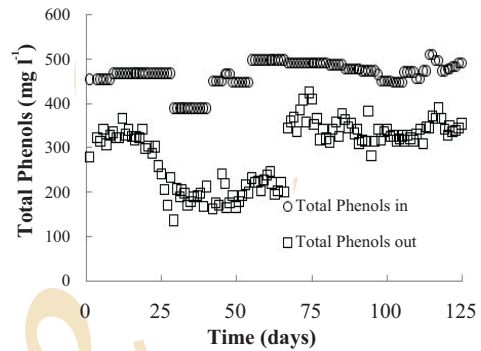 600
500
400
300
200
100
0
Total Phenols (mg l⁻¹)
Total Phenols in
Total Phenols out
0 25 50 75 100 125
Time (days)